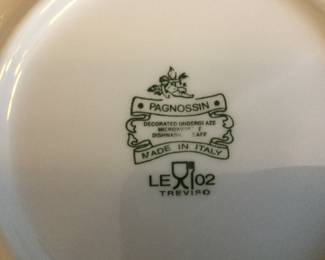 • PAGNOSSIN •
DECORATED UNDERGLAZE
MADE IN ITALY
LE 02
TREVISO